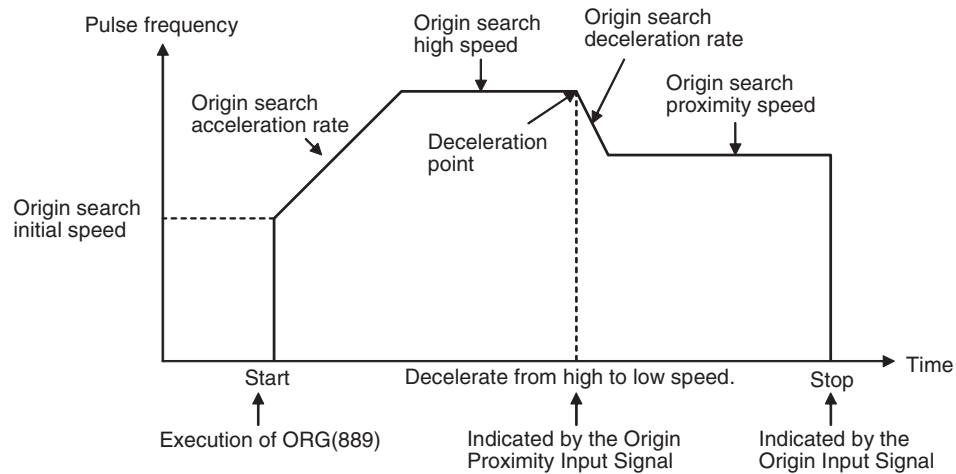 Pulse frequency
Origin search
high speed
Origin search
deceleration rate
Origin search
acceleration rate
Deceleration
point
Origin search
proximity speed
Origin search
initial speed
Time
Start
Decelerate from high to low speed.
Stop
Execution of ORG(889)
Indicated by the Origin
Proximity Input Signal
Indicated by the
Origin Input Signal